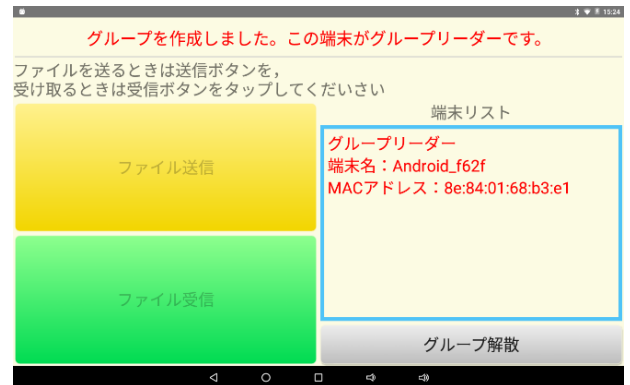 15:24
グループを作成しました。この端末がグループリーダーです。
ファイルを送るときは送信ボタンを，
受け取るときは受信ボタンをタップしてください
ファイル送信
ファイル受信
端末リスト
グループリーダー
端末名：Android_f62f
MACアドレス：8e:84:01:68:b3:e1
グループ解散